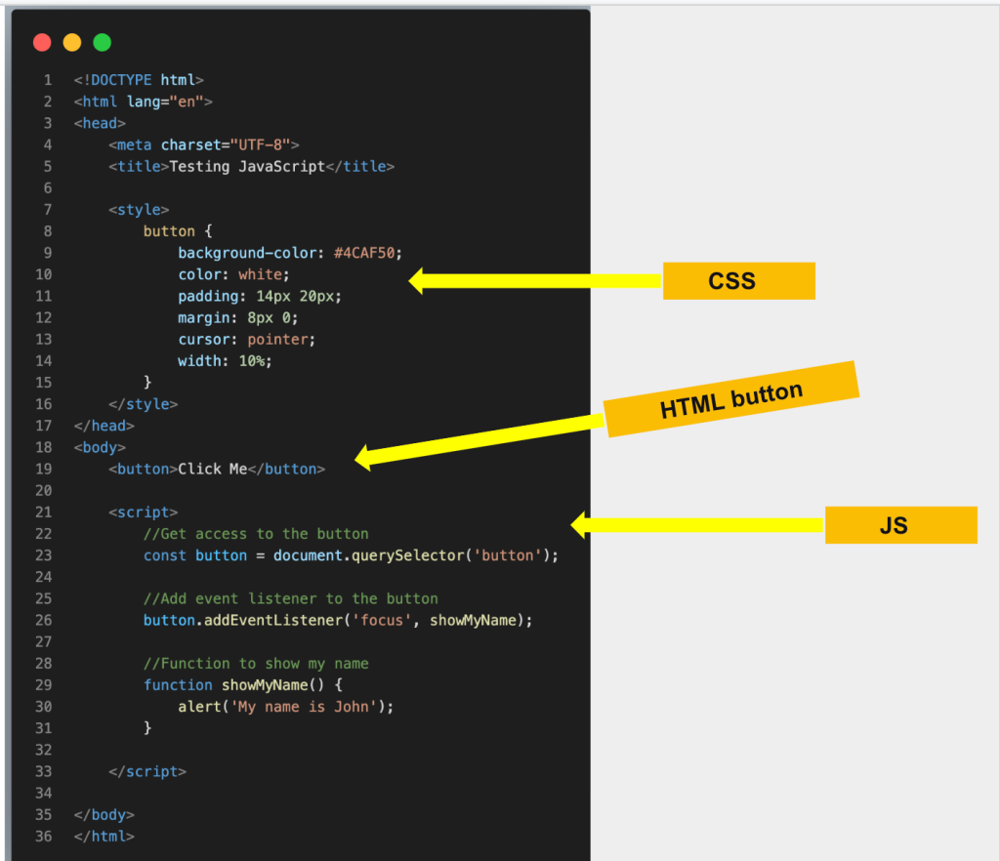 1 <!DOCTYPE html>
2 <html lang="en">
3 <head>
4     <meta charset="UTF-8">
5     <title>Testing JavaScript</title>
6
7     <style>
8         button {
9             background-color: #4CAF50;
10             color: white;
11             padding: 14px 20px;
12             margin: 8px 0;
13             cursor: pointer;
14             width: 10%;
15         }
16     </style>
17 </head>
18 <body>
19     <button>Click Me</button>
20
21     <script>
22         //Get access to the button
23         const button = document.querySelector('button');
24
25         //Add event listener to the button
26         button.addEventListener('focus', showMyName);
27
28         //Function to show my name
29         function showMyName() {
30             alert('My name is John');
31         }
32
33     </script>
34
35 </body>
36 </html>
CSS
HTML button
JS